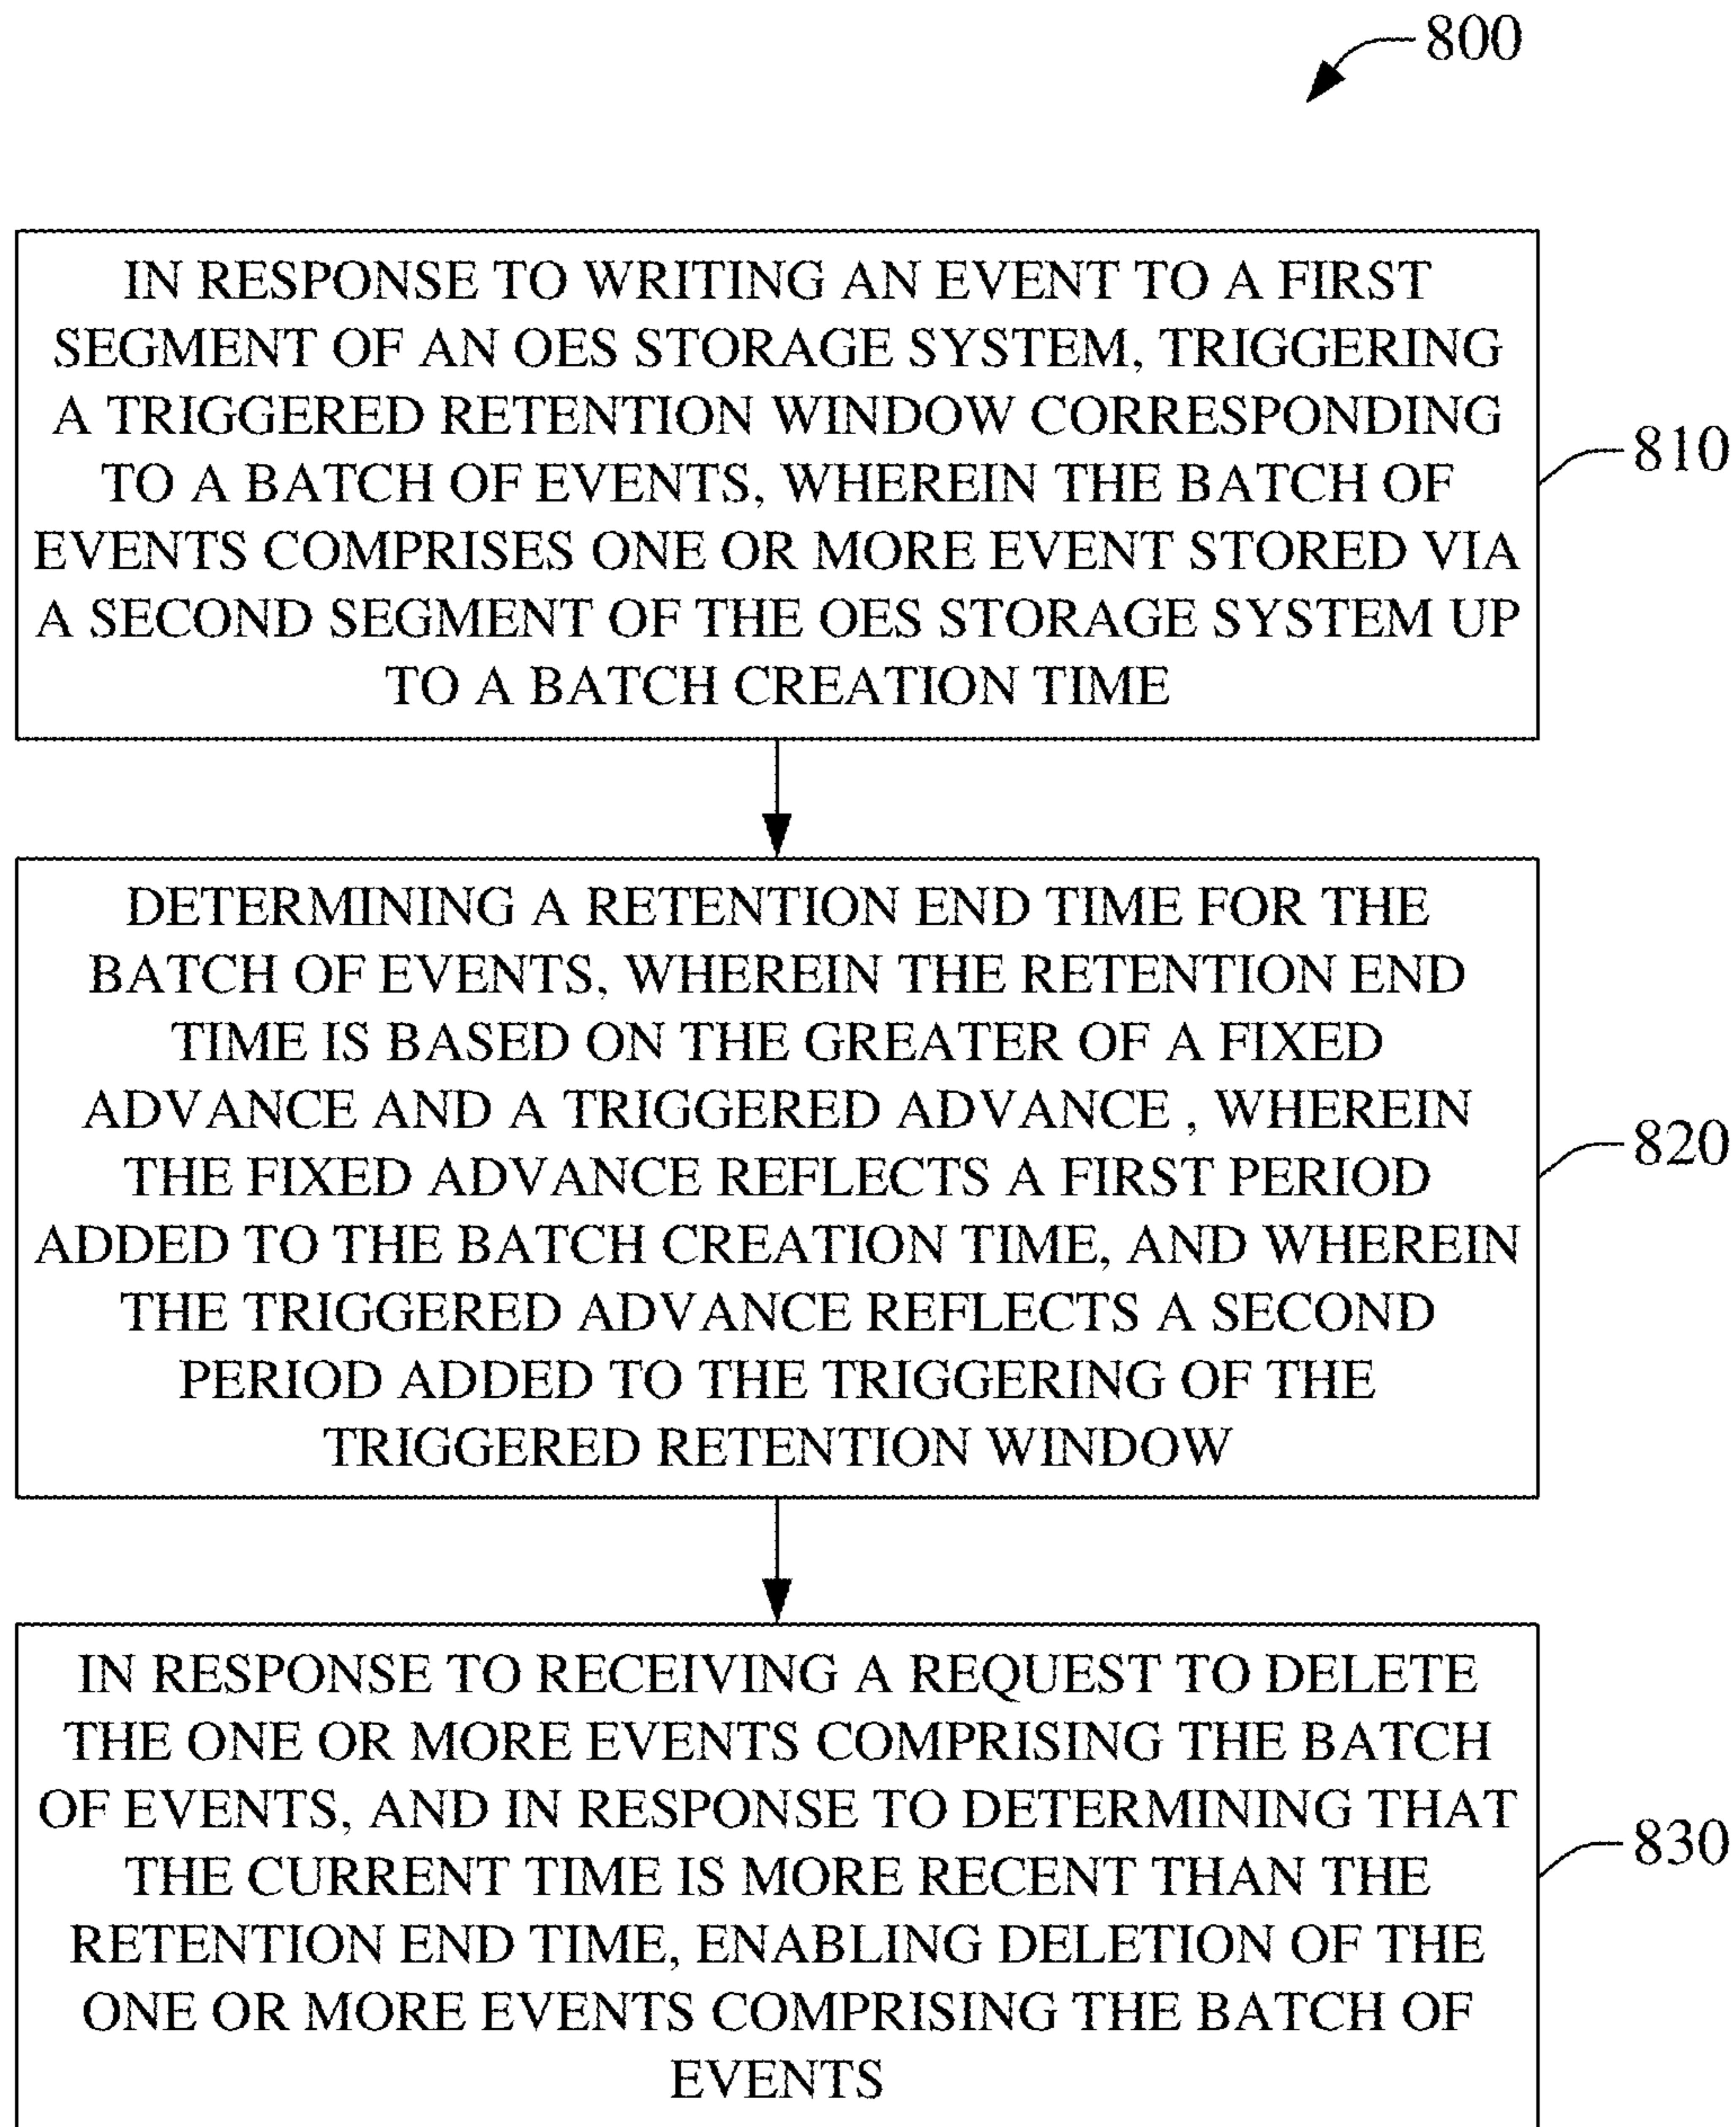 800
IN RESPONSE TO WRITING AN EVENT TO A FIRST
SEGMENT OF AN OES STORAGE SYSTEM, TRIGGERING
A TRIGGERED RETENTION WINDOW CORRESPONDING
TO A BATCH OF EVENTS, WHEREIN THE BATCH OF
EVENTS COMPRISES ONE OR MORE EVENT STORED VIA
A SECOND SEGMENT OF THE OES STORAGE SYSTEM UP
TO A BATCH CREATION TIME
810
DETERMINING A RETENTION END TIME FOR THE
BATCH OF EVENTS, WHEREIN THE RETENTION END
TIME IS BASED ON THE GREATER OF A FIXED
ADVANCE AND A TRIGGERED ADVANCE , WHEREIN
THE FIXED ADVANCE REFLECTS A FIRST PERIOD
ADDED TO THE BATCH CREATION TIME, AND WHEREIN
THE TRIGGERED ADVANCE REFLECTS A SECOND
PERIOD ADDED TO THE TRIGGERING OF THE
TRIGGERED RETENTION WINDOW
820
IN RESPONSE TO RECEIVING A REQUEST TO DELETE
THE ONE OR MORE EVENTS COMPRISING THE BATCH
OF EVENTS, AND IN RESPONSE TO DETERMINING THAT
THE CURRENT TIME IS MORE RECENT THAN THE
RETENTION END TIME, ENABLING DELETION OF THE
ONE OR MORE EVENTS COMPRISING THE BATCH OF
EVENTS
830